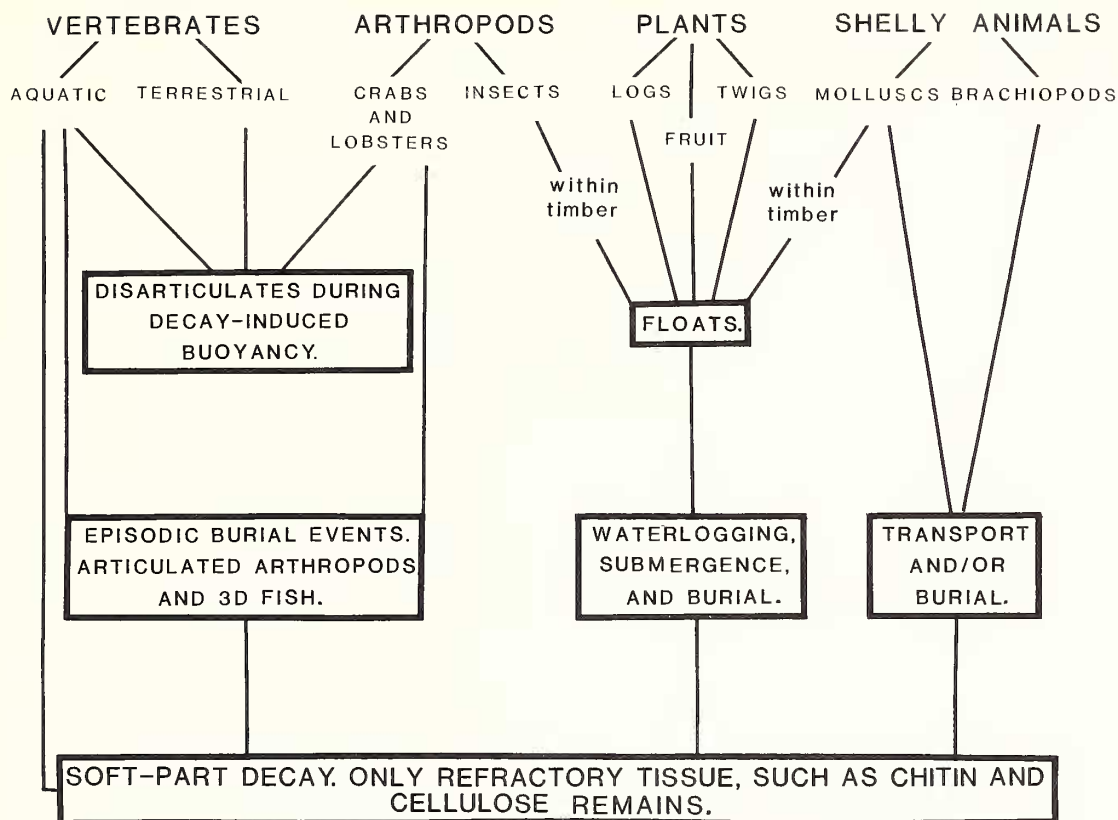 VERTEBRATES ARTHROPODS PLANTS SHELLY ANIMALS
AQUATIC TERRESTRIAL CRABS AND LOBSTERS INSECTS LOGS FRUIT TWIGS MOLLUSCS BRACHIOPODS
within
timber
within
timber
DISARTICULATES DURING
DECAY-INDUCED
BUOYANCY.
FLOATS.
EPISODIC BURIAL EVENTS.
ARTICULATED ARTHROPODS
AND 3D FISH.
WATERLOGGING,
SUBMERGENCE,
AND BURIAL.
TRANSPORT
AND/OR
BURIAL.
SOFT-PART DECAY. ONLY REFRACTORY TISSUE, SUCH AS CHITIN AND
CELLULOSE REMAINS.